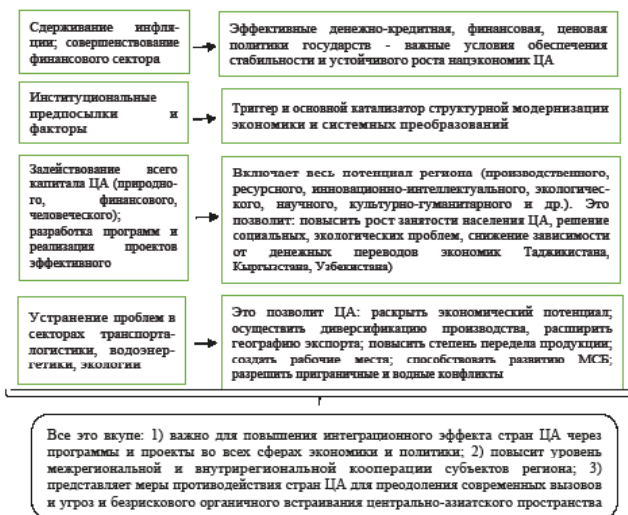 Сдерживание инфля-
ции; совершенствование
финансового сектора
Эффективные денежно-кредитная, финансовая, ценовая
политики государств - важные условия обеспечения
стабильности и устойчивого роста нацэкономик ЦА
Институциональные
предпосылки и
факторы
Триггер и основной катализатор структурной модернизации
экономики и системных преобразований
Задействование всего
капитала ЦА (природно-
го, финансового,
человеческого);
разработка программ и
реализация проектов
эффективного
Включает весь потенциал региона (производственного,
ресурсного, инновационно-интеллектуального, экологичес-
кого, научного, культурно-гуманитарного и др.). Это
позволит: повысить рост занятости населения ЦА, решение
социальных, экологических проблем, снижение зависимости
от денежных переводов экономик Таджикистана,
Кыргызстана, Узбекистана)
Устранение проблем в
секторах транспорта-
логистики, водоэнер-
гетики, экологии
Это позволит ЦА: раскрыть экономический потенциал;
осуществить диверсификацию производства, расширить
географию экспорта; повысить степень передела продукции;
создать рабочие места; способствовать развитию МСБ;
разрешить приграничные и водные конфликты
Все это вкупе: 1) важно для повышения интеграционного эффекта стран ЦА через
программы и проекты во всех сферах экономики и политики; 2) повысит уровень
межрегиональной и внутрирегиональной кооперации субъектов региона; 3)
представляет меры противодействия стран ЦА для преодоления современных вызовов
и угроз и безрискового органичного встраивания центрально-азиатского пространства